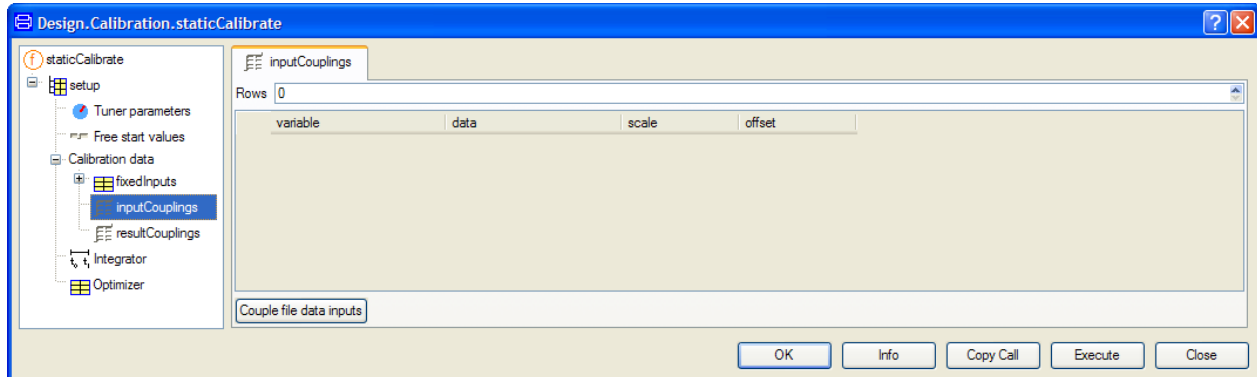 Design.Calibration.staticCalibrate
staticCalibrate
setup
Tuner parameters
Free start values
Calibration data
fixedInputs
inputCouplings
resultCouplings
Integrator
Optimizer
inputCouplings
Rows 0
variable data scale offset
Couple file data inputs
OK Info Copy Call Execute Close